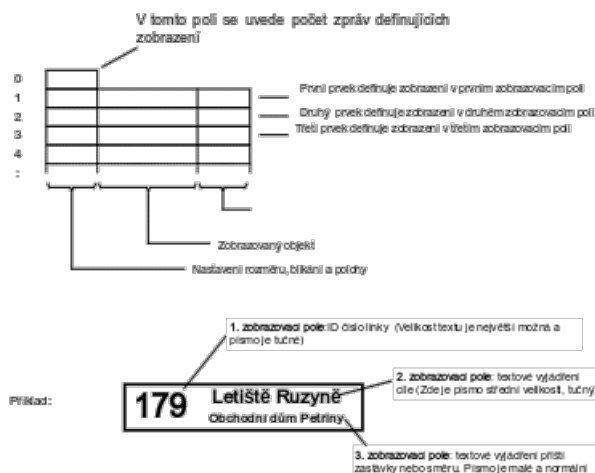 V tomto poli se uvede počet zpráv definujících
zobrazení
0
1
2
3
4
:
První prvek definuje zobrazení v prvním zobrazovacím poli
Druhý prvek definuje zobrazení v druhém zobrazovacím poli
Třetí prvek definuje zobrazení v třetím zobrazovacím poli
Zobrazovaný objekt
Nastavení rozměru, blikání a polohy
1. zobrazovací pole: ID číslo linky (Velikost textu je největší možná a
písmo je tučné)
Příklad:
179
Letiště Ruzyně
Obchodní dům Petřiny
2. zobrazovací pole: textové vyjádření
cíle (Zde je písmo střední velikosti, tučný)
3. zobrazovací pole: textové vyjádření příští
zastávky nebo směru. Písmo je malé a normální